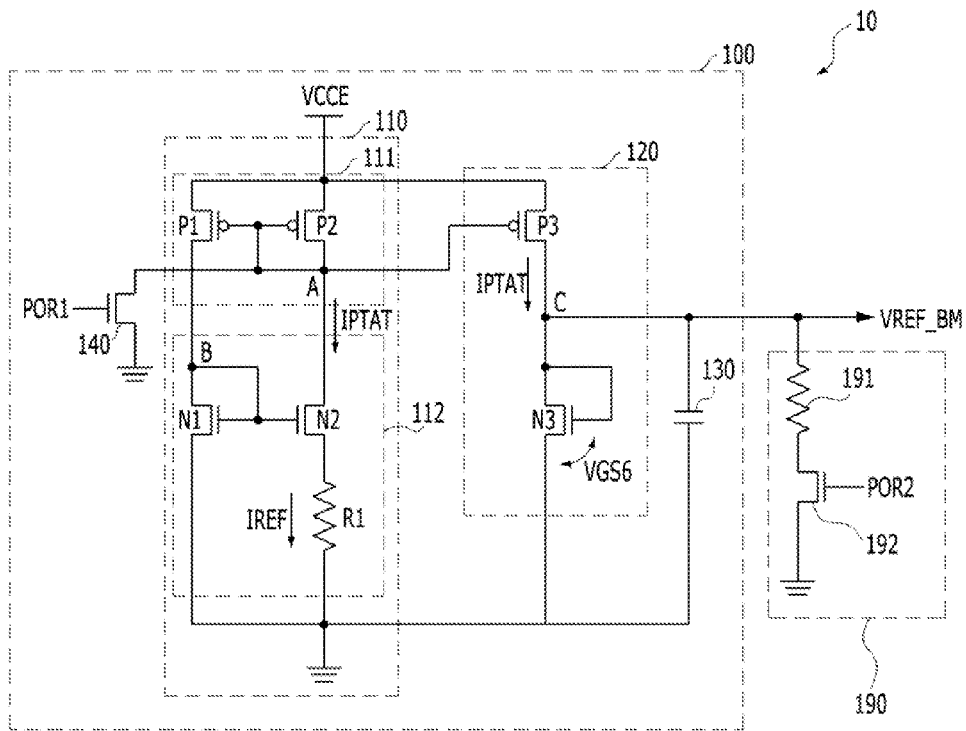 10
100
VCCE
110
111
120
P1
P2
P3
A
IPTAT
IPTAT
C
POR1
140
VREF_BM
B
130
191
N1
N2
112
N3
VGS6
POR2
IREF
R1
192
190